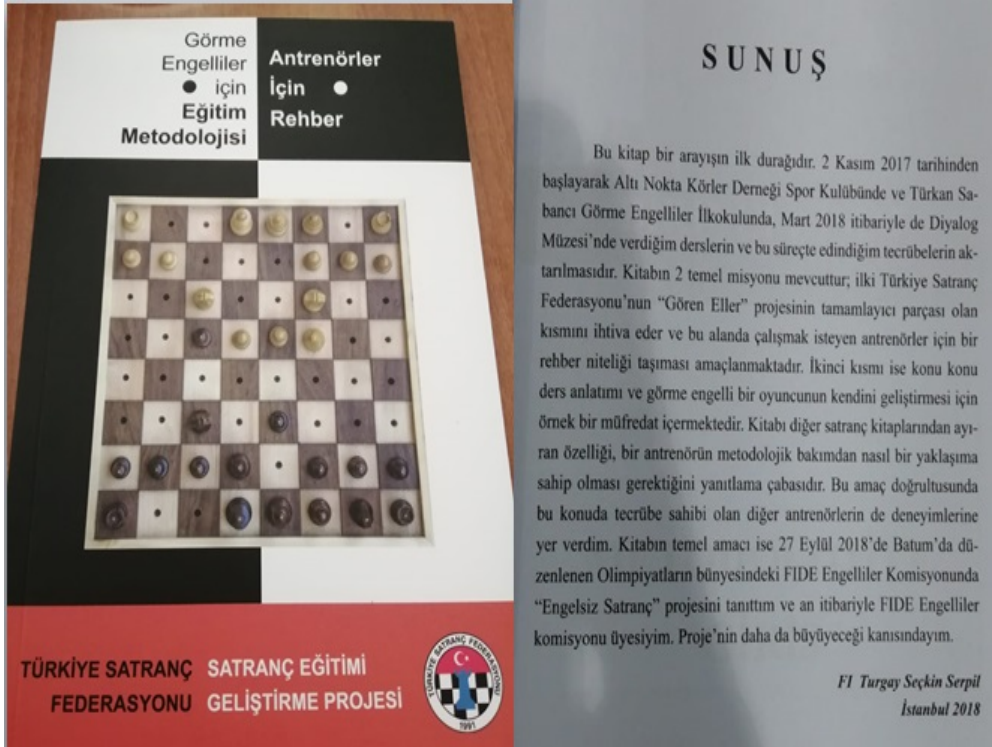 Görme
Engelliler
için
Eğitim
Metodolojisi
Antrenörler
İçin
Rehber
TÜRKİYE SATRANÇ
FEDERASYONU
SATRANÇ EĞİTİMİ
GELİŞTİRME PROJESİ
TÜRKİYE SATRANÇ FEDERASYONU
1991
SUNUŞ
Bu kitap bir arayışın ilk durağıdır. 2 Kasım 2017 tarihinden
başlayarak Altı Nokta Körler Derneği Spor Kulübünde ve Türkan Sa-
bancı Görme Engelliler İlkokulunda, Mart 2018 itibariyle de Diyalog
Müzesi'nde verdiğim derslerin ve bu süreçte edindiğim tecrübelerin ak-
tarılmasıdır. Kitabın 2 temel misyonu mevcuttur; ilki Türkiye Satranç
Federasyonu'nun “Gören Eller” projesinin tamamlayıcı parçası olan
kısmını ihtiva eder ve bu alanda çalışmak isteyen antrenörler için bir
rehber niteliği taşıması amaçlanmaktadır. İkinci kısmı ise konu konu
ders anlatımı ve görme engelli bir oyuncunun kendini geliştirmesi için
örnek bir müfredat içermektedir. Kitabı diğer satranç kitaplarından ayı-
ran özelliği, bir antrenörün metodolojik bakımdan nasıl bir yaklaşıma
sahip olması gerektiğini yanıtlama çabasıdır. Bu amaç doğrultusunda
bu konuda tecrübe sahibi olan diğer antrenörlerin de deneyimlerine
yer verdim. Kitabın temel amacı ise 27 Eylül 2018'de Batum'da dü-
zenlenen Olimpiyatların bünyesindeki FIDE Engelliler Komisyonunda
“Engelsiz Satranç” projesini tanıttım ve an itibariyle FIDE Engelliler
komisyonu üyesiyim. Proje'nin daha da büyüyeceği kanısındayım.
FI Turgay Seçkin Serpil
İstanbul 2018